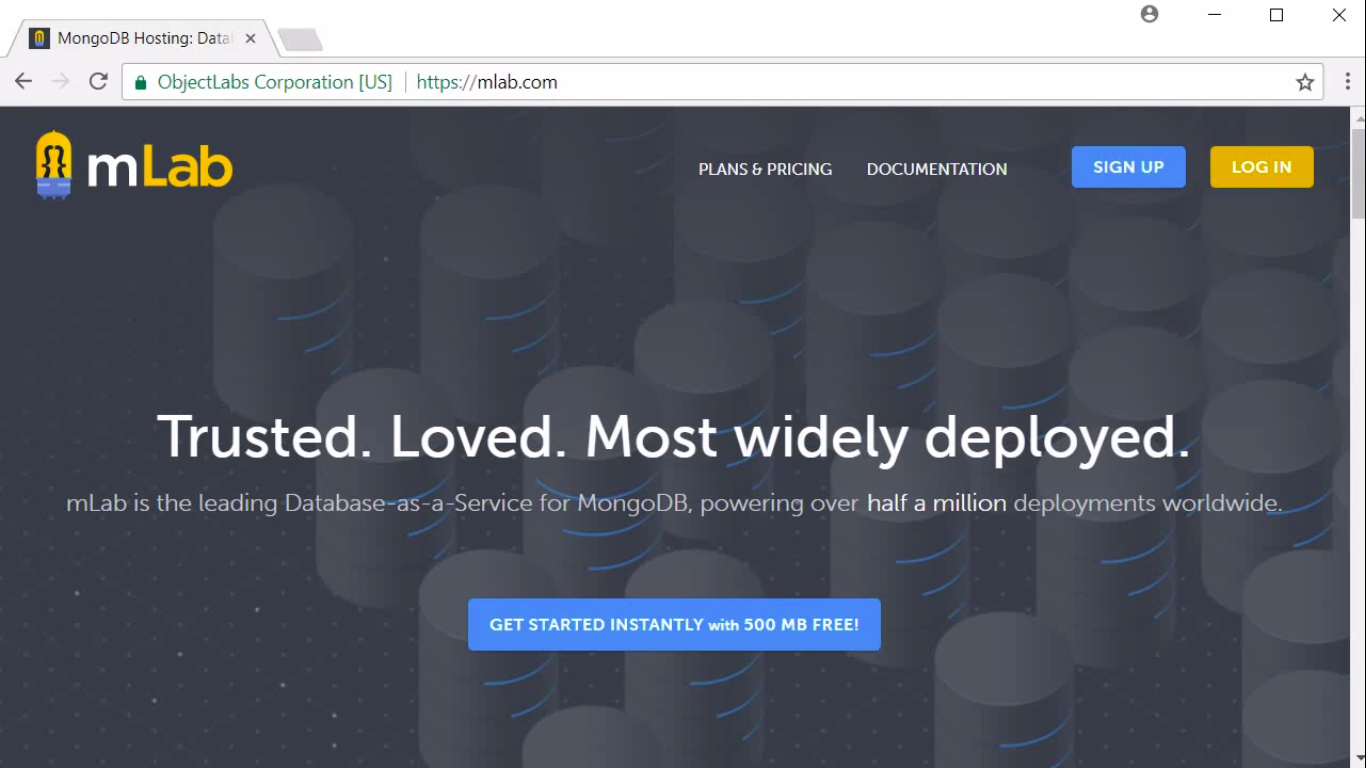 MongoDB Hosting: Data
ObjectLabs Corporation [US] https://mlab.com
mLab
PLANS & PRICING
DOCUMENTATION
SIGN UP
LOG IN
Trusted. Loved. Most widely deployed.
mLab is the leading Database-as-a-Service for MongoDB, powering over half a million deployments worldwide.
GET STARTED INSTANTLY with 500 MB FREE!